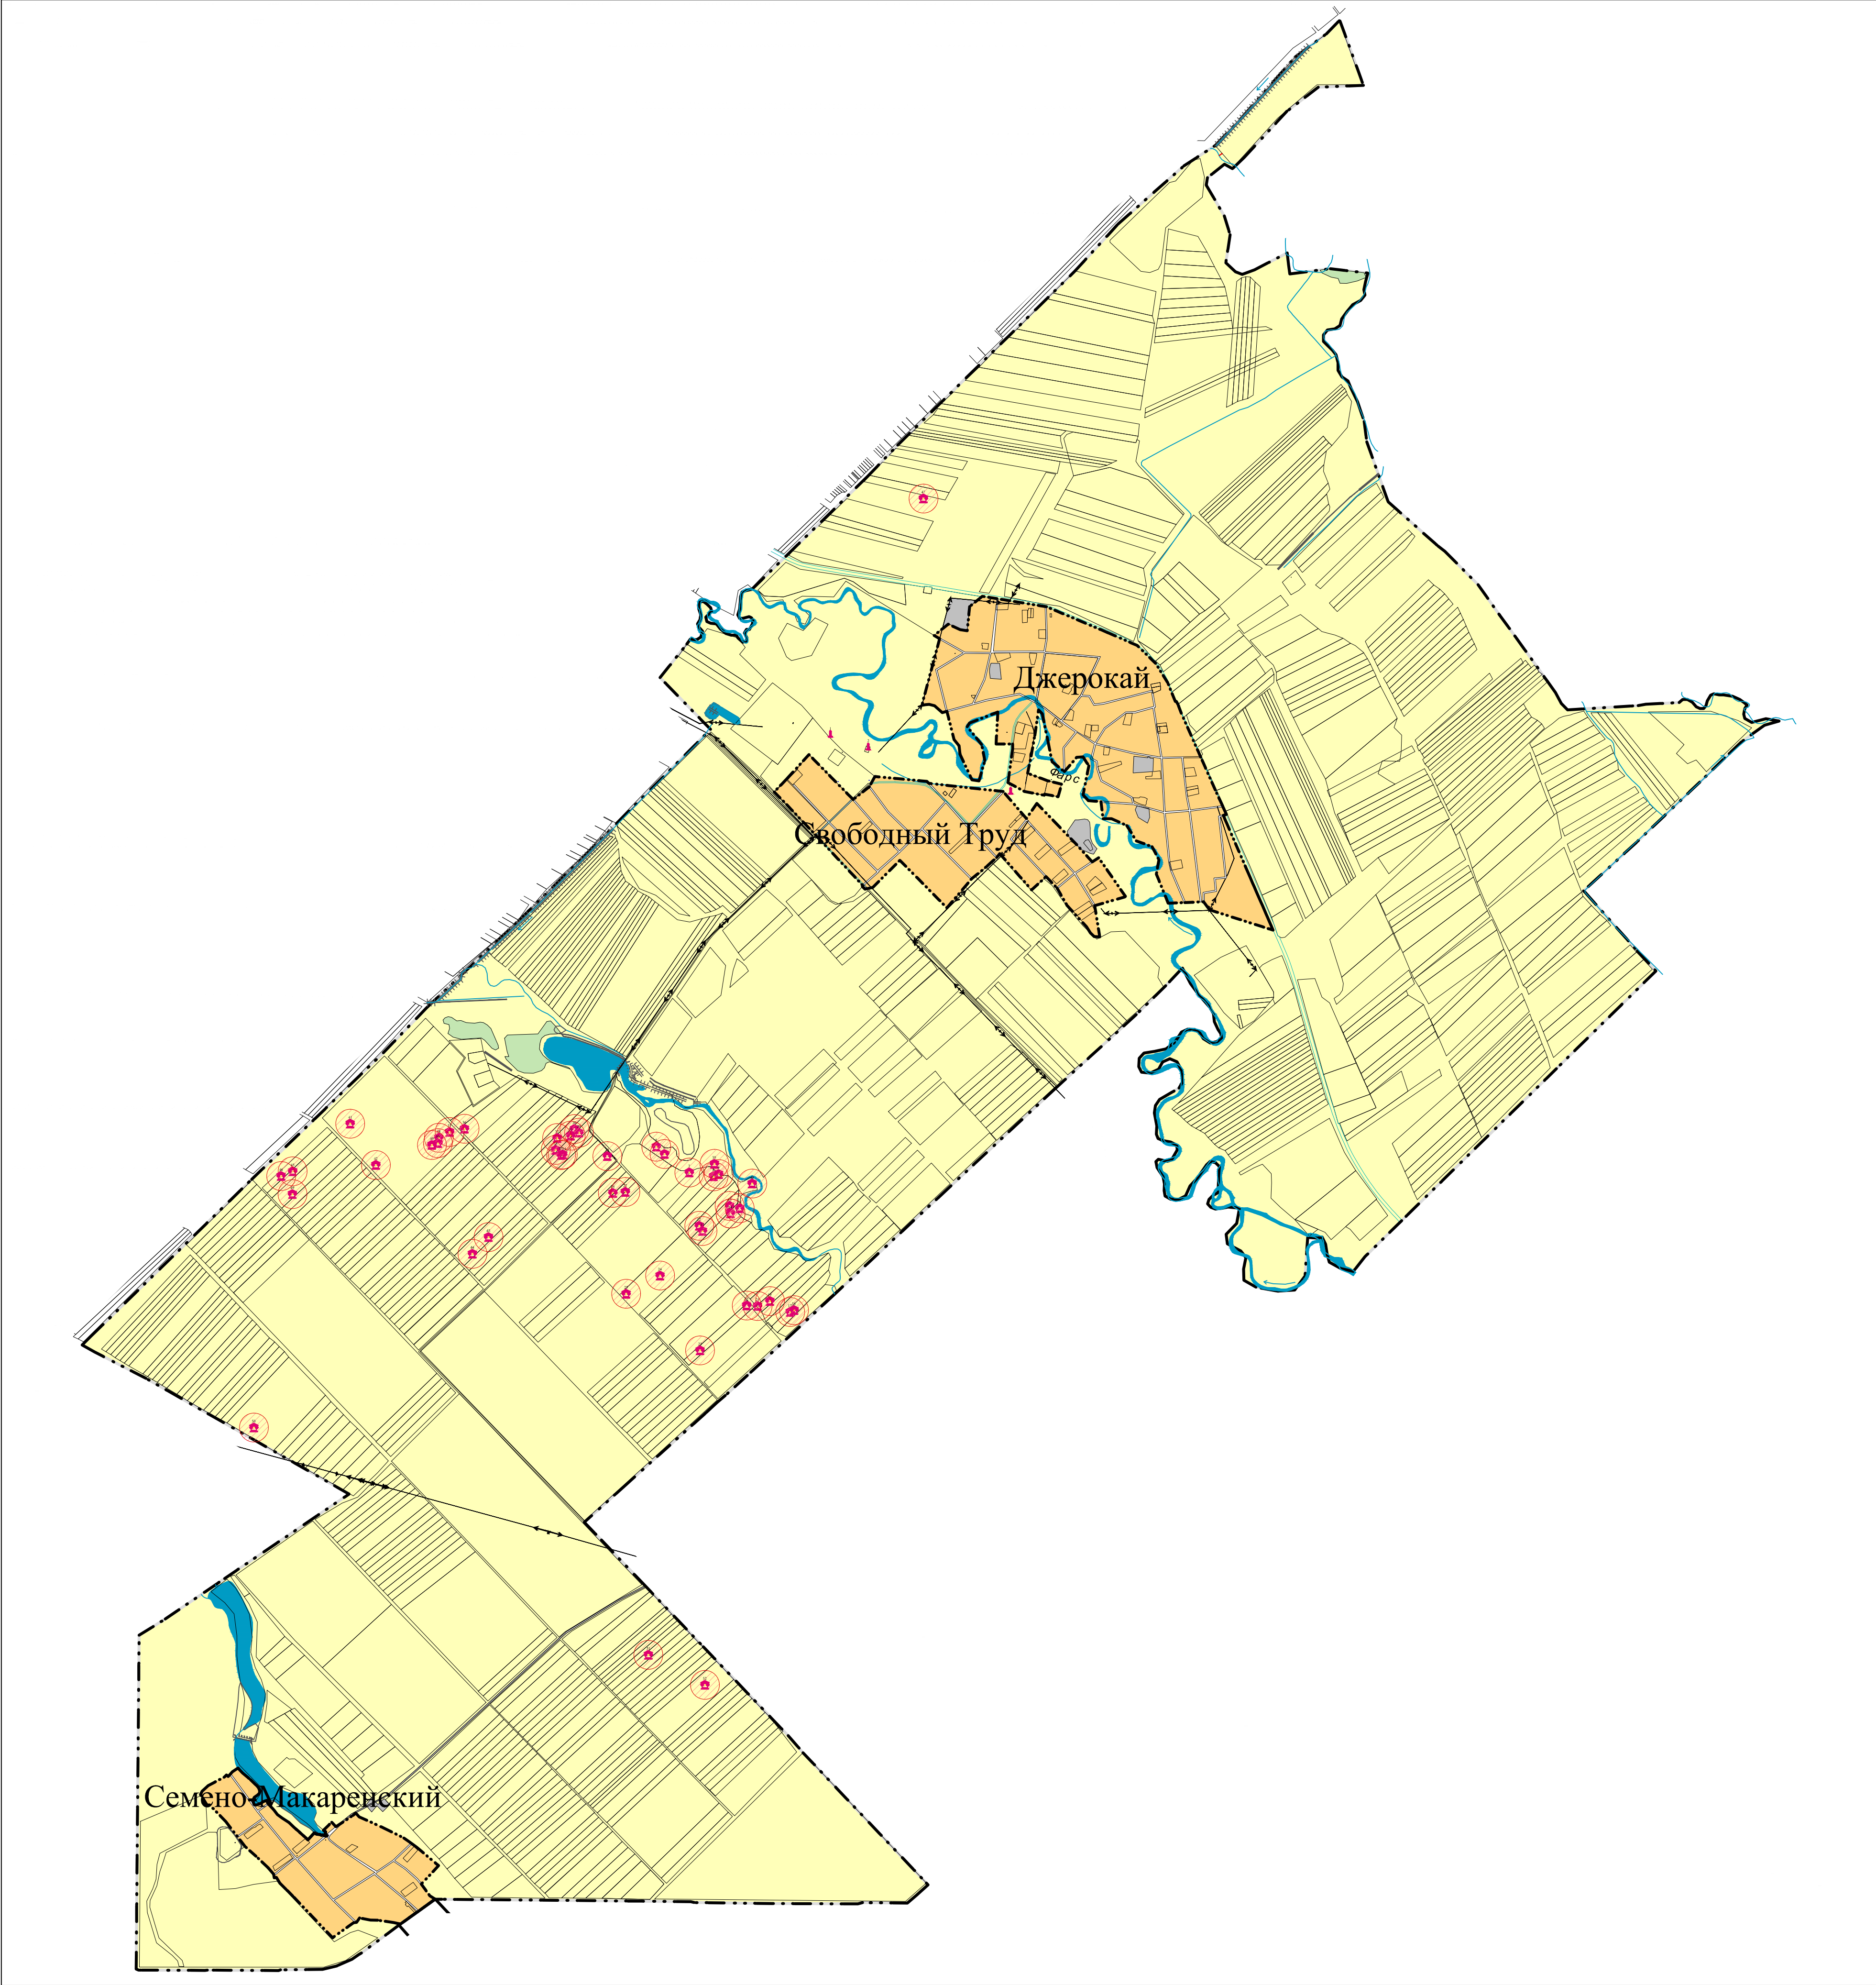 Джерокай
Фарс
Свободный Труд
Семено-Макаренский